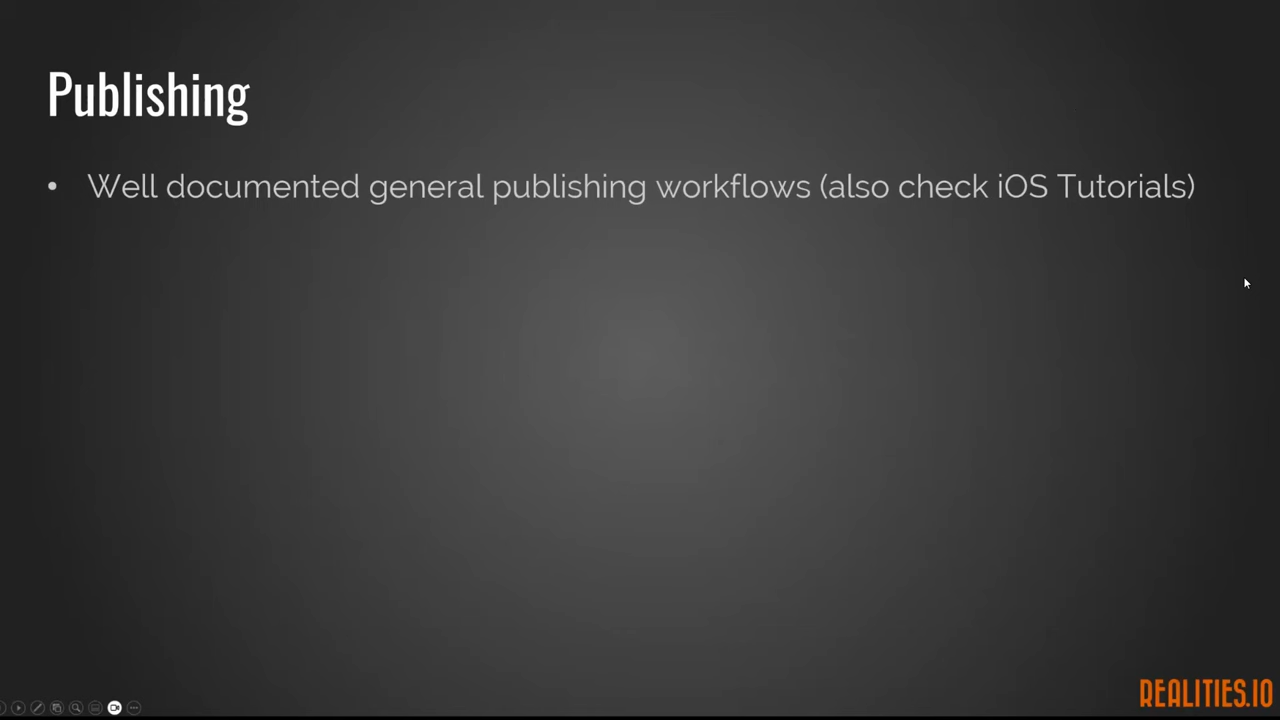 Publishing
• Well documented general publishing workflows (also check iOS Tutorials)
REALITIES.IO